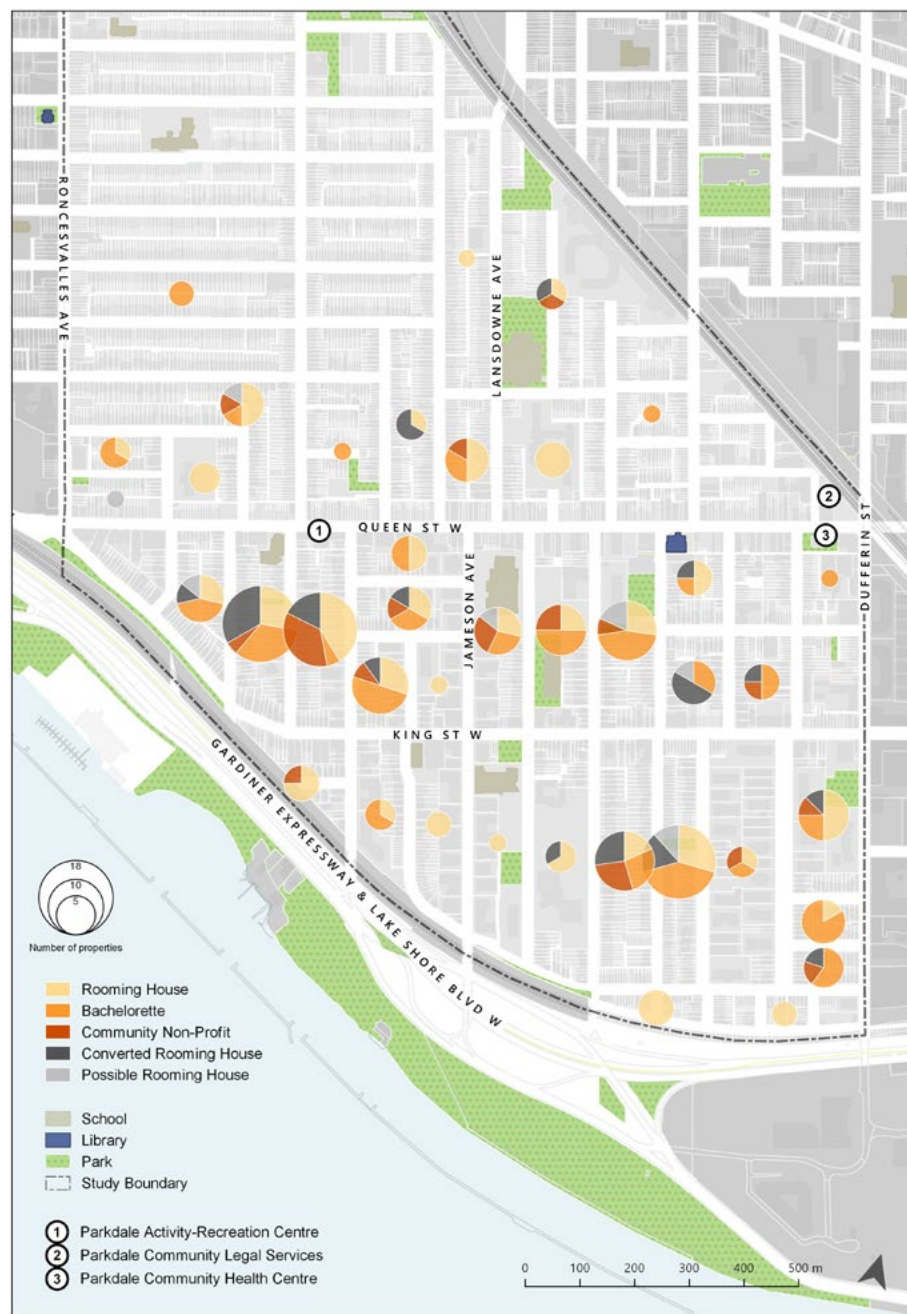 RONCESVALLES AVE
LANSDOWNE AVE
2
1
QUEEN ST W
3
JAMESON AVE
DUFFERIN ST
KING ST W
GARDINER EXPRESSWAY & LAKE SHORE BLVD W
18
10
5
Number of properties
Rooming House
Bachelorette
Community Non-Profit
Converted Rooming House
Possible Rooming House
School
Library
Park
Study Boundary
1 Parkdale Activity-Recreation Centre
2 Parkdale Community Legal Services
3 Parkdale Community Health Centre
0 100 200 300 400 500 m